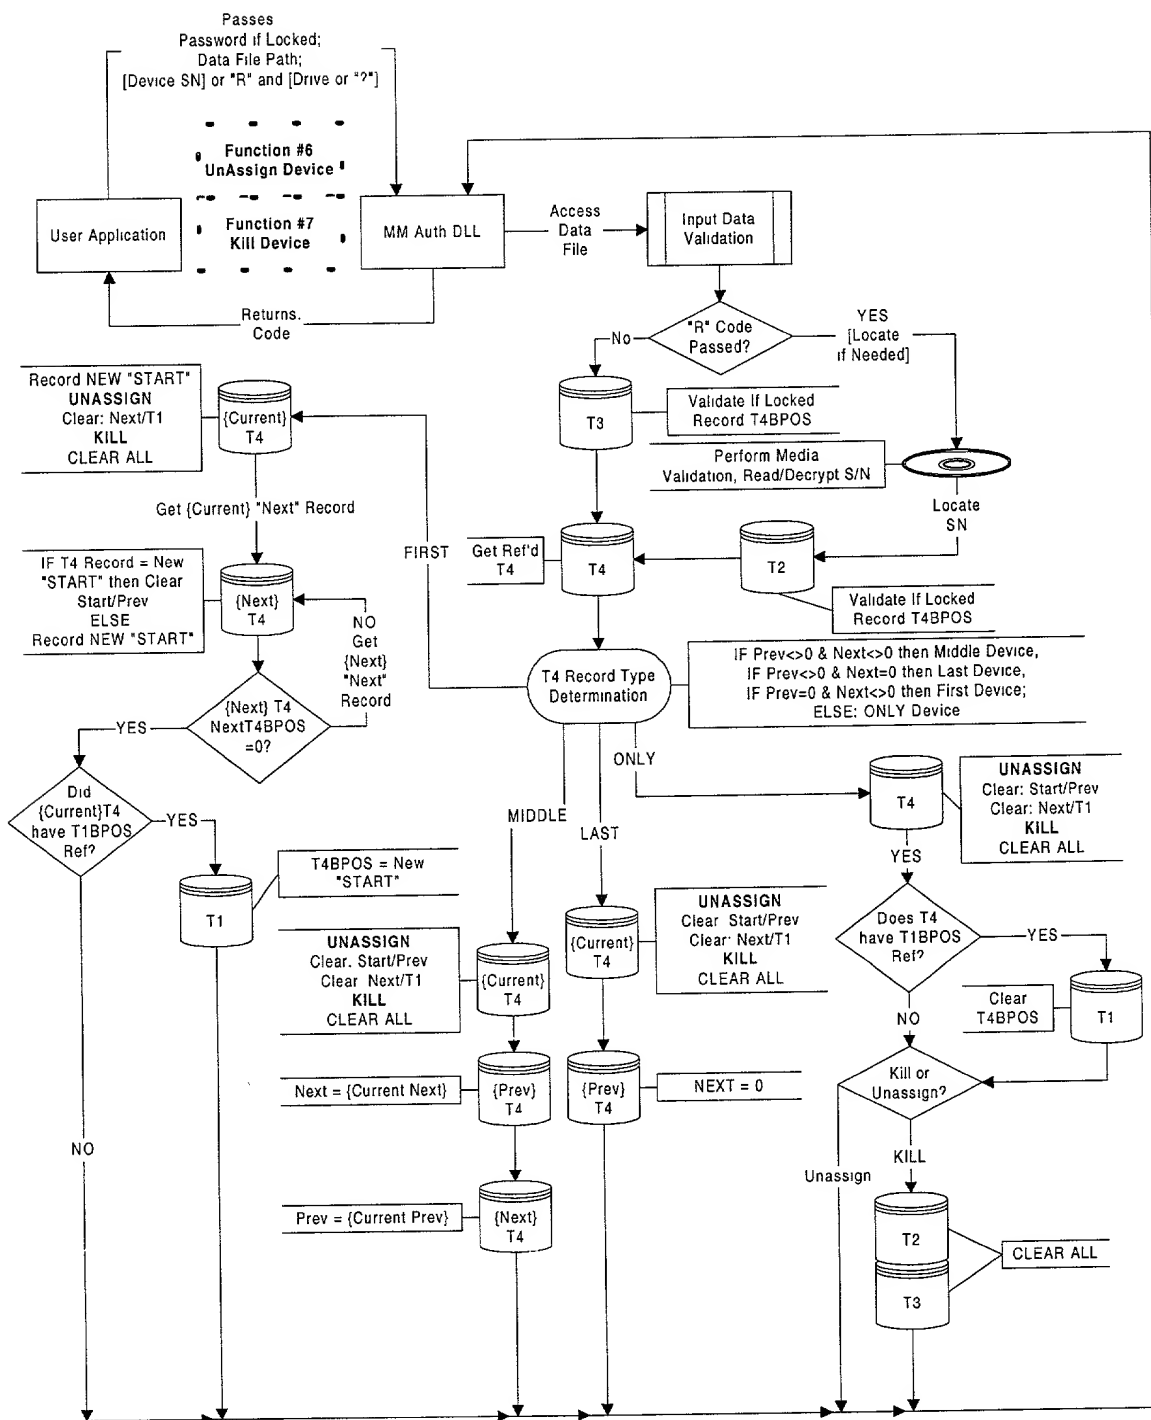 Passes
Password if Locked;
Data File Path;
[Device SN] or "R" and [Drive or "?"]
Function #6
UnAssign Device
Function #7
Kill Device
User Application
MM Auth DLL
Access
Data
File
Input Data
Validation
Returns.
Code
"R" Code
Passed?
No
YES
[Locate
if Needed]
Record NEW "START"
UNASSIGN
Clear: Next/T1
KILL
CLEAR ALL
{Current}
T4
T3
Validate If Locked
Record T4BPOS
Perform Media
Validation, Read/Decrypt S/N
Locate
SN
Get {Current} "Next" Record
FIRST
Get Ref'd
T4
T4
T2
IF T4 Record = New
"START" then Clear
Start/Prev
ELSE
Record NEW "START"
{Next}
T4
NO
Get
{Next}
"Next"
Record
Validate If Locked
Record T4BPOS
T4 Record Type
Determination
IF Prev<>0 & Next<>0 then Middle Device,
IF Prev<>0 & Next=0 then Last Device,
IF Prev=0 & Next<>0 then First Device;
ELSE: ONLY Device
{Next} T4
NextT4BPOS
=0?
YES
ONLY
MIDDLE
LAST
T4
UNASSIGN
Clear: Start/Prev
Clear: Next/T1
KILL
CLEAR ALL
Did
{Current}T4
have T1BPOS
Ref?
YES
T1
T4BPOS = New
"START"
YES
Does T4
have T1BPOS
Ref?
YES
UNASSIGN
Clear. Start/Prev
Clear Next/T1
KILL
CLEAR ALL
{Current}
T4
{Current}
T4
UNASSIGN
Clear Start/Prev
Clear: Next/T1
KILL
CLEAR ALL
NO
Clear
T4BPOS
T1
Next = {Current Next}
{Prev}
T4
{Prev}
T4
NEXT = 0
Kill or
Unassign?
NO
KILL
Unassign
Prev = {Current Prev}
{Next}
T4
T2
T3
CLEAR ALL